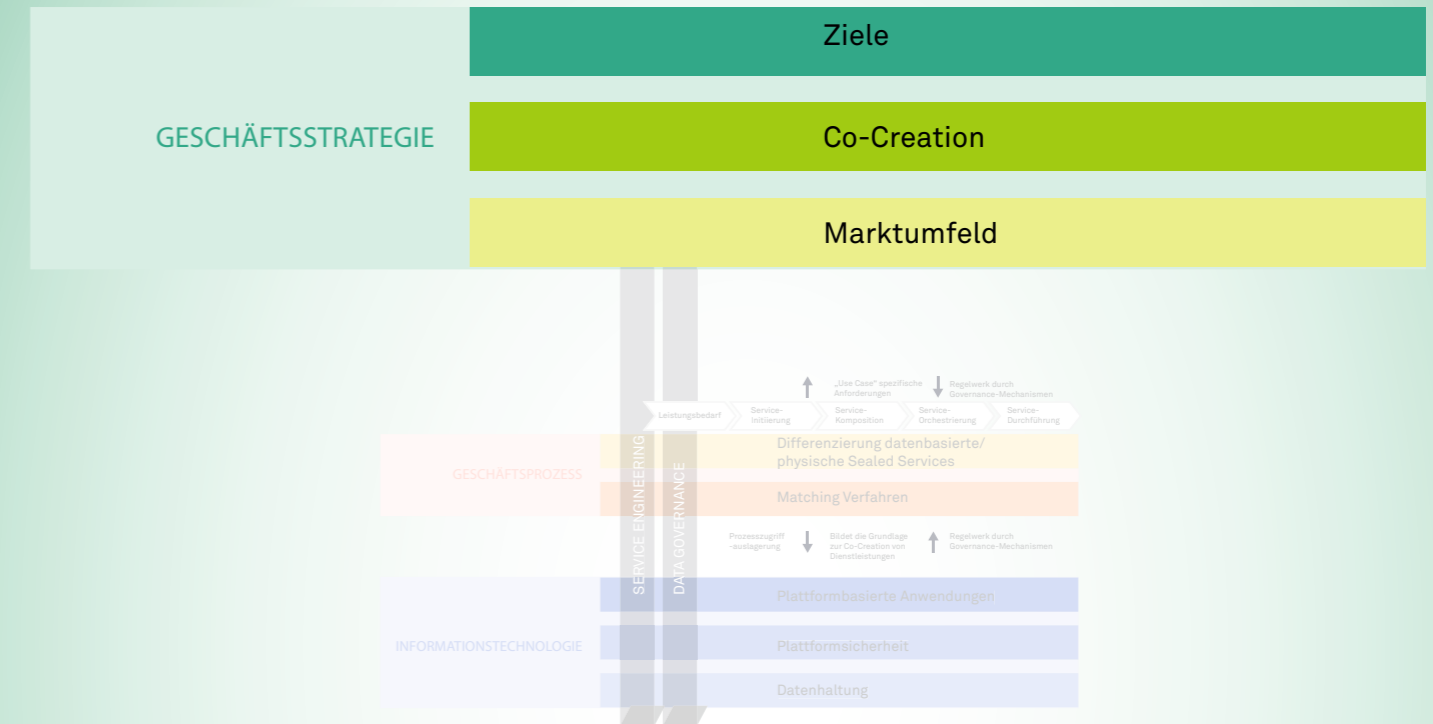 Ziele
GESCHÄFTSSTRATEGIE
Co-Creation
Marktumfeld
„Use Case“ spezifische
Anforderungen
Regelwerk durch
Governance-Mechanismen
Leistungsbedarf
Service-
Initiierung
Service-
Komposition
Service-
Orchestrierung
Service-
Durchführung
GESCHÄFTSPROZESS
Differenzierung datenbasierte/
physische Sealed Services
Matching Verfahren
SERVICE ENGINEERING
DATA GOVERNANCE
Prozesszugriff
-auslagerung
Bildet die Grundlage
zur Co-Creation von
Dienstleistungen
Regelwerk durch
Governance-Mechanismen
INFORMATIONSTECHNOLOGIE
Plattformbasierte Anwendungen
Plattformsicherheit
Datenhaltung